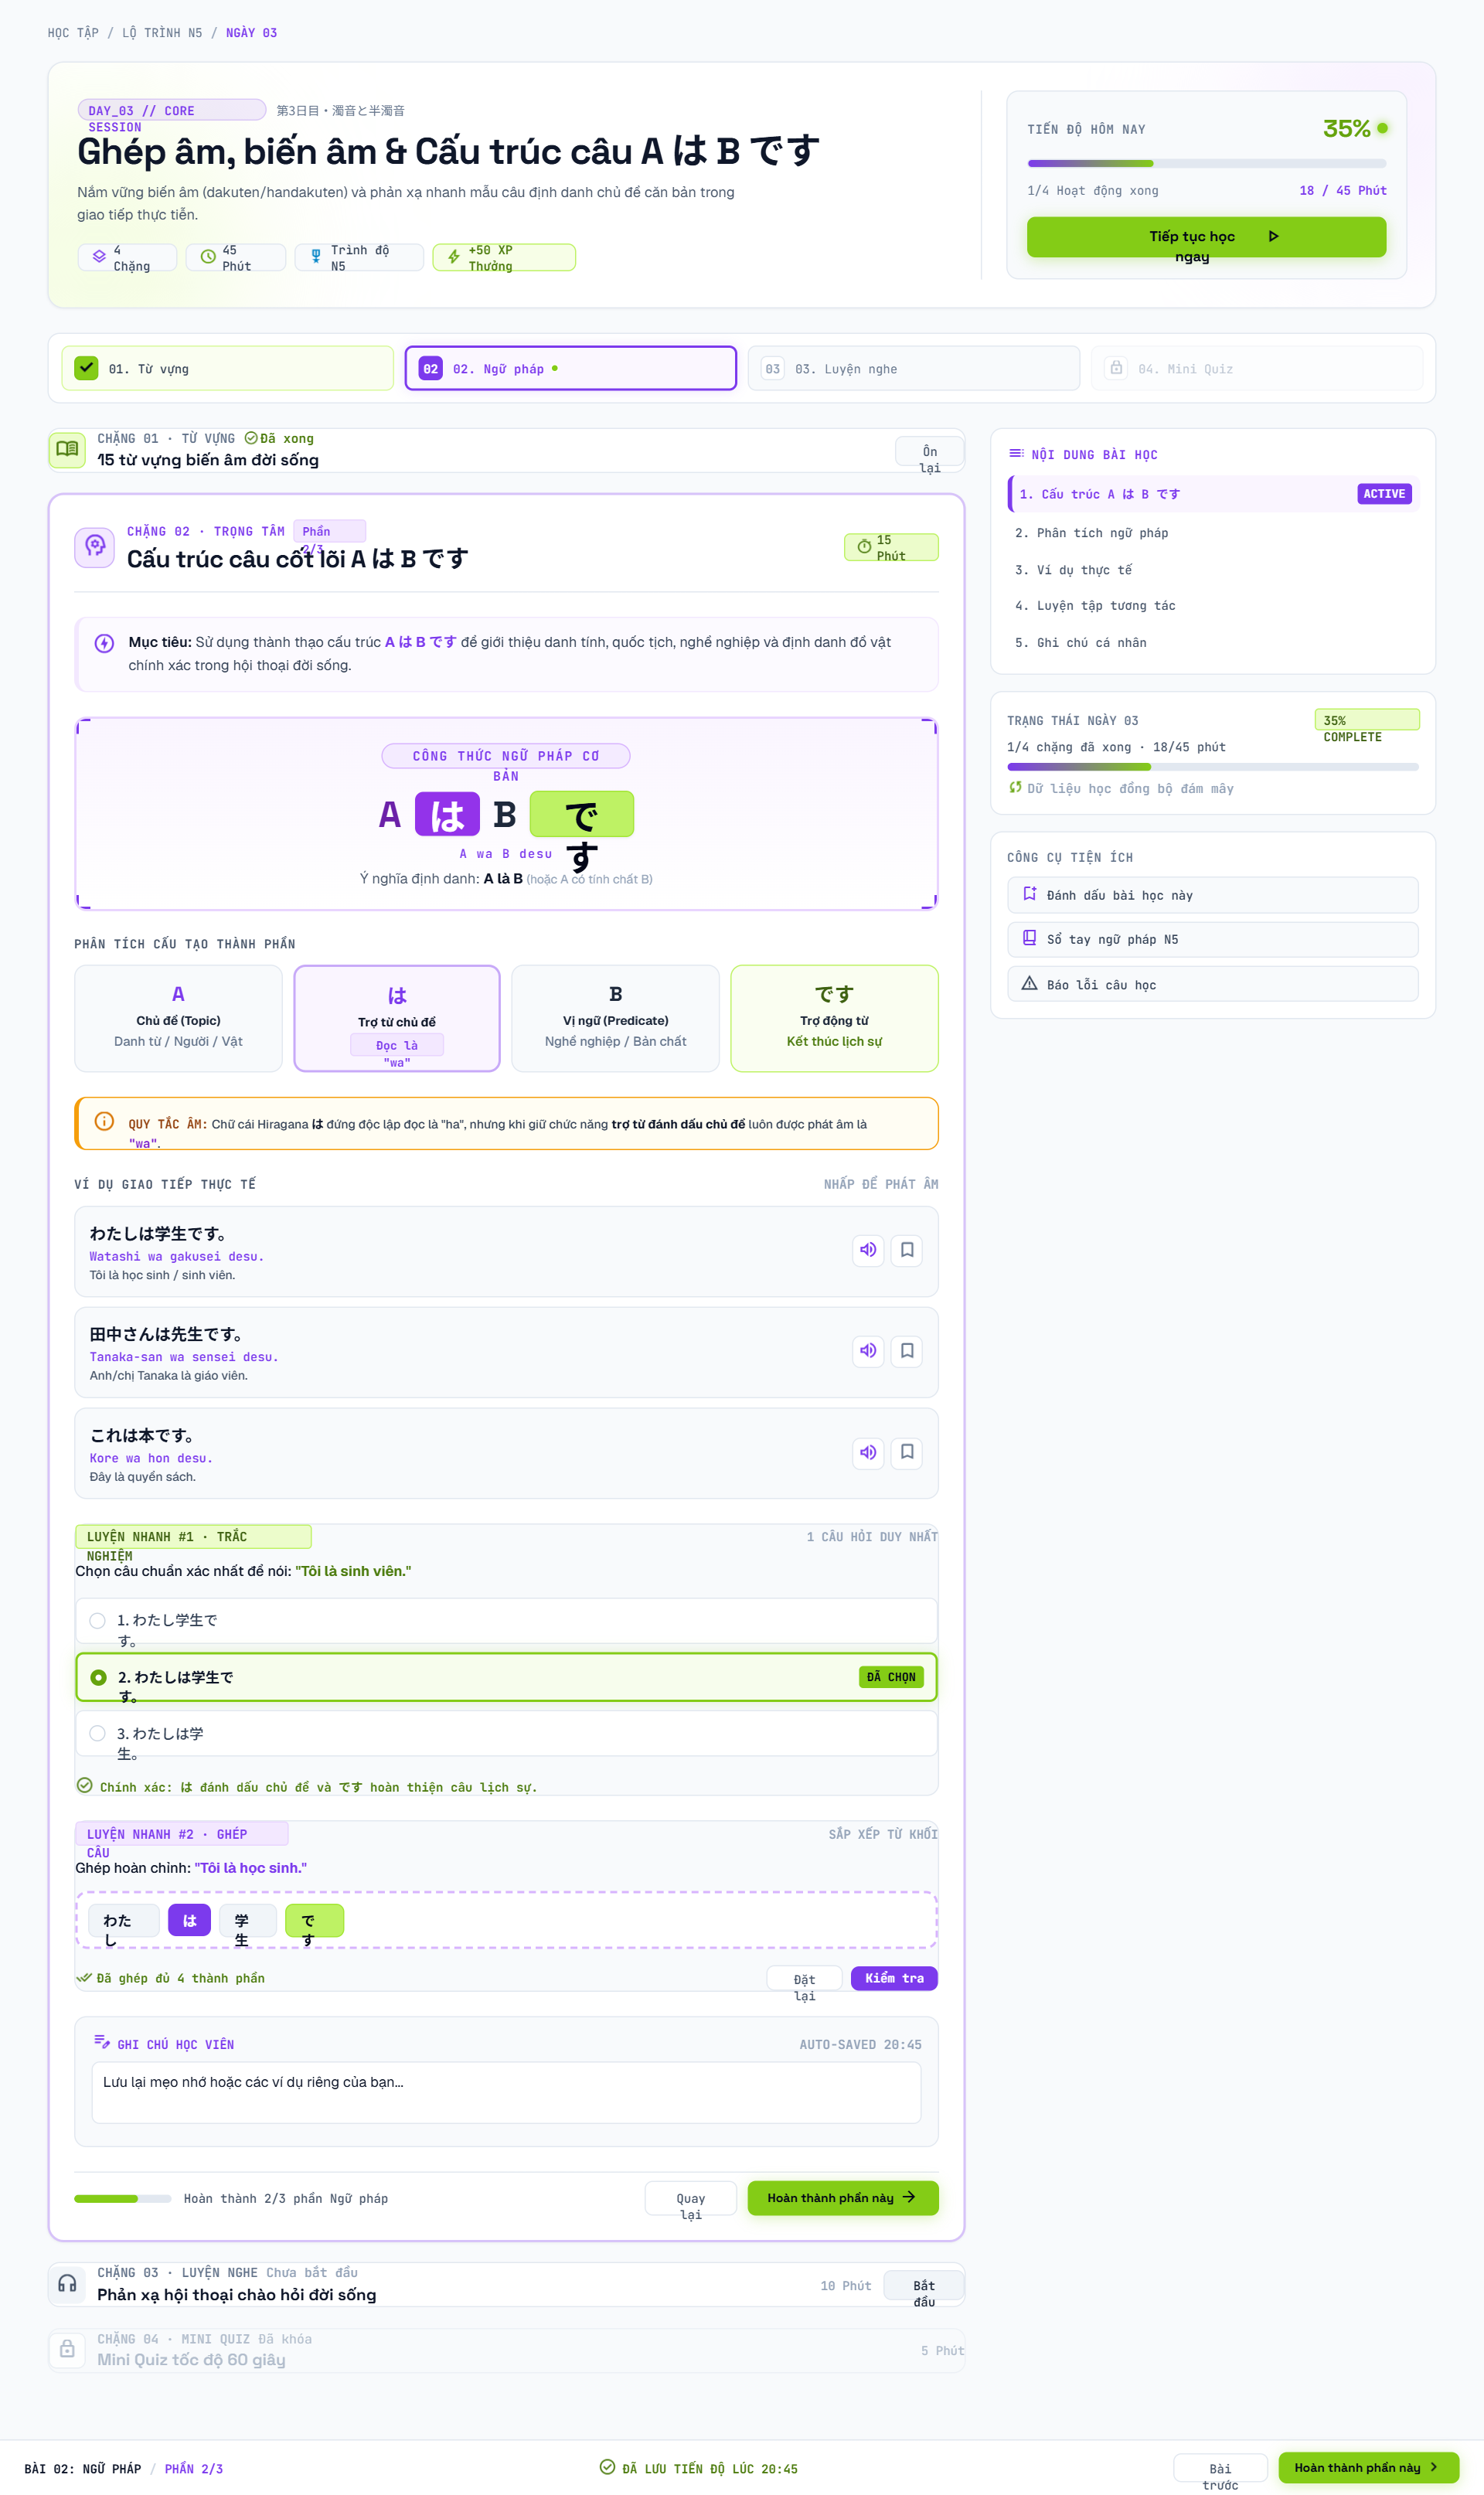 HỌC TẬP / LỘ TRÌNH N5 / NGÀY 03
DAY_03 // CORE
SESSION
第3日目・濁音と半濁音
Ghép âm, biến âm & Cấu trúc câu A は B です
Nắm vững biến âm (dakuten/handakuten) và phản xạ nhanh mẫu câu định danh chủ đề căn bản trong
giao tiếp thực tiễn.
4
Chặng
45
Phút
Trình độ
N5
+50 XP
Thưởng
TIẾN ĐỘ HÔM NAY
35%
1/4 Hoạt động xong
18 / 45 Phút
Tiếp tục học
ngay
01. Từ vựng
02
02. Ngữ pháp
03
03. Luyện nghe
04. Mini Quiz
CHẶNG 01 · TỪ VỰNG
Đã xong
15 từ vựng biến âm đời sống
Ôn
lại
CHẶNG 02 · TRỌNG TÂM
Phần
2/3
Cấu trúc câu cốt lõi A は B です
15
Phút
Mục tiêu: Sử dụng thành thạo cấu trúc A は B です để giới thiệu danh tính, quốc tịch, nghề nghiệp và định danh đồ vật
chính xác trong hội thoại đời sống.
CÔNG THỨC NGỮ PHÁP CƠ
BẢN
A は B で
す
A wa B desu
Ý nghĩa định danh: A là B (hoặc A có tính chất B)
PHÂN TÍCH CẤU TẠO THÀNH PHẦN
A
Chủ đề (Topic)
Danh từ / Người / Vật
は
Trợ từ chủ đề
Đọc là
"wa"
B
Vị ngữ (Predicate)
Nghề nghiệp / Bản chất
です
Trợ động từ
Kết thúc lịch sự
QUY TẮC ÂM: Chữ cái Hiragana は đứng độc lập đọc là "ha", nhưng khi giữ chức năng trợ từ đánh dấu chủ đề luôn được phát âm là
"wa".
VÍ DỤ GIAO TIẾP THỰC TẾ
NHẤP ĐỂ PHÁT ÂM
わたしは学生です。
Watashi wa gakusei desu.
Tôi là học sinh / sinh viên.
田中さんは先生です。
Tanaka-san wa sensei desu.
Anh/chị Tanaka là giáo viên.
これは本です。
Kore wa hon desu.
Đây là quyển sách.
LUYỆN NHANH #1 · TRẮC
NGHIỆM
1 CÂU HỎI DUY NHẤT
Chọn câu chuẩn xác nhất để nói: "Tôi là sinh viên."
1. わたし学生で
す。
2. わたしは学生で
す。
ĐÃ CHỌN
3. わたしは学
生。
Chính xác: は đánh dấu chủ đề và です hoàn thiện câu lịch sự.
LUYỆN NHANH #2 · GHÉP
CÂU
SẮP XẾP TỪ KHỐI
Ghép hoàn chỉnh: "Tôi là học sinh."
わた
し
は
学
生
で
す
Đã ghép đủ 4 thành phần
Đặt
lại
Kiểm tra
GHI CHÚ HỌC VIÊN
AUTO-SAVED 20:45
Lưu lại mẹo nhớ hoặc các ví dụ riêng của bạn...
Hoàn thành 2/3 phần Ngữ pháp
Quay
lại
Hoàn thành phần này
CHẶNG 03 · LUYỆN NGHE Chưa bắt đầu
Phản xạ hội thoại chào hỏi đời sống
10 Phút
Bắt
đầu
CHẶNG 04 · MINI QUIZ Đã khóa
Mini Quiz tốc độ 60 giây
5 Phút
NỘI DUNG BÀI HỌC
1. Cấu trúc A は B です
ACTIVE
2. Phân tích ngữ pháp
3. Ví dụ thực tế
4. Luyện tập tương tác
5. Ghi chú cá nhân
TRẠNG THÁI NGÀY 03
35%
COMPLETE
1/4 chặng đã xong · 18/45 phút
Dữ liệu học đồng bộ đám mây
CÔNG CỤ TIỆN ÍCH
Đánh dấu bài học này
Sổ tay ngữ pháp N5
Báo lỗi câu học
BÀI 02: NGỮ PHÁP / PHẦN 2/3
ĐÃ LƯU TIẾN ĐỘ LÚC 20:45
Bài
trước
Hoàn thành phần này